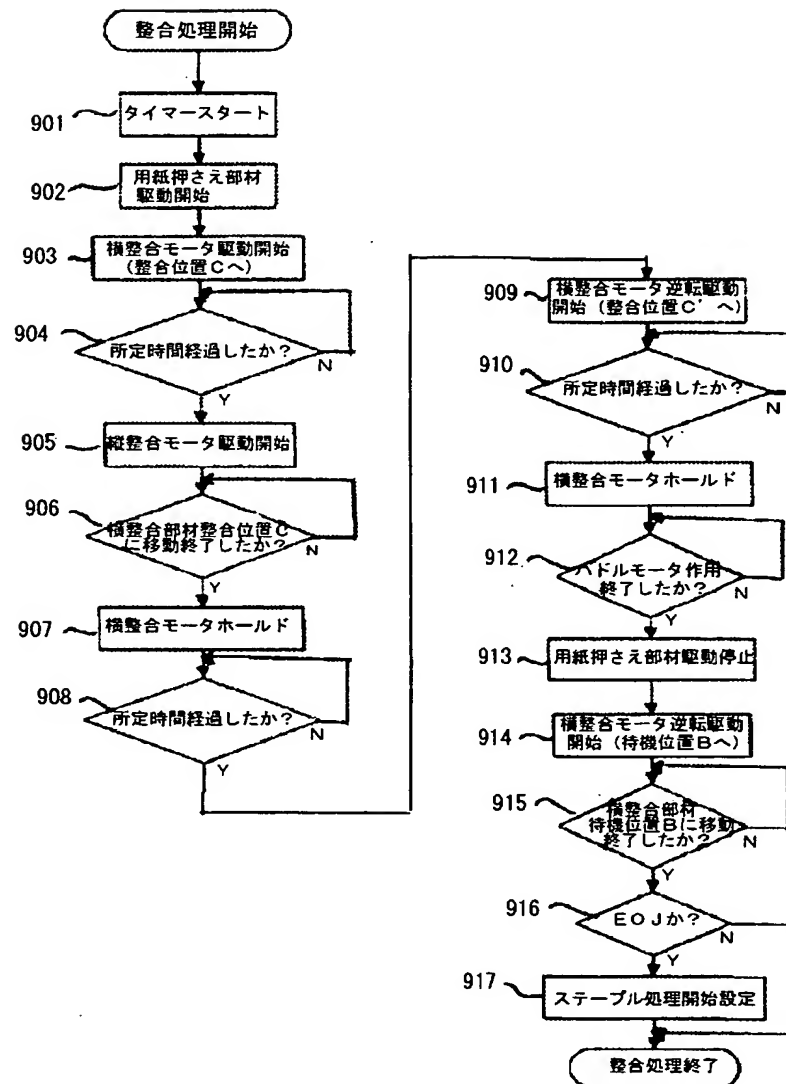 整合処理開始
901
タイマースタート
902
用紙押さえ部材
駆動開始
903
横整合モータ駆動開始
(整合位置Cへ)
904
所定時間経過したか?
N
Y
905
縦整合モータ駆動開始
906
横整合部材整合位置C
に移動終了したか?
N
Y
907
横整合モータホールド
908
所定時間経過したか?
N
Y
909
横整合モータ逆転駆動
開始(整合位置C'へ)
910
所定時間経過したか?
N
Y
911
横整合モータホールド
912
パドルモータ作用
終了したか?
N
Y
913
用紙押さえ部材駆動停止
914
横整合モータ逆転駆動
開始(待機位置Bへ)
915
横整合部材
待機位置Bに移動
終了したか?
N
Y
916
EOJか?
N
Y
917
ステープル処理開始設定
整合処理終了